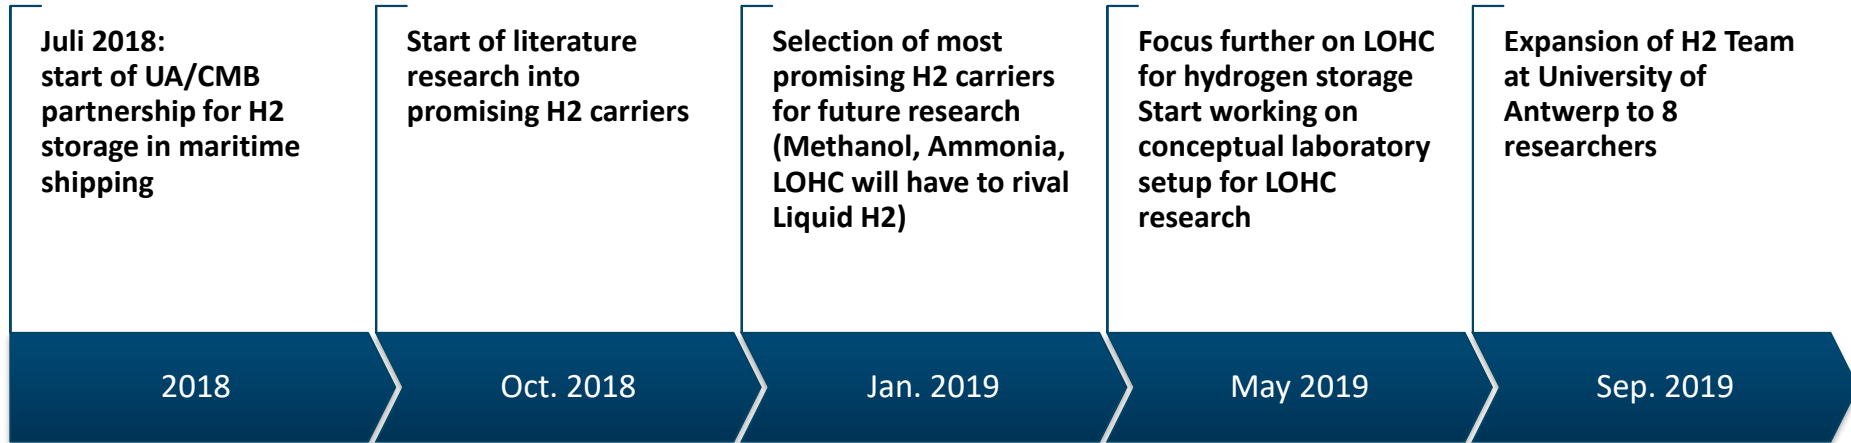 Juli 2018:
start of UA/CMB
partnership for H2
storage in maritime
shipping
Start of literature
research into
promising H2 carriers
Selection of most
promising H2 carriers
for future research
(Methanol, Ammonia,
LOHC will have to rival
Liquid H2)
Focus further on LOHC
for hydrogen storage
Start working on
conceptual laboratory
setup for LOHC
research
Expansion of H2 Team
at University of
Antwerp to 8
researchers
2018
Oct. 2018
Jan. 2019
May 2019
Sep. 2019